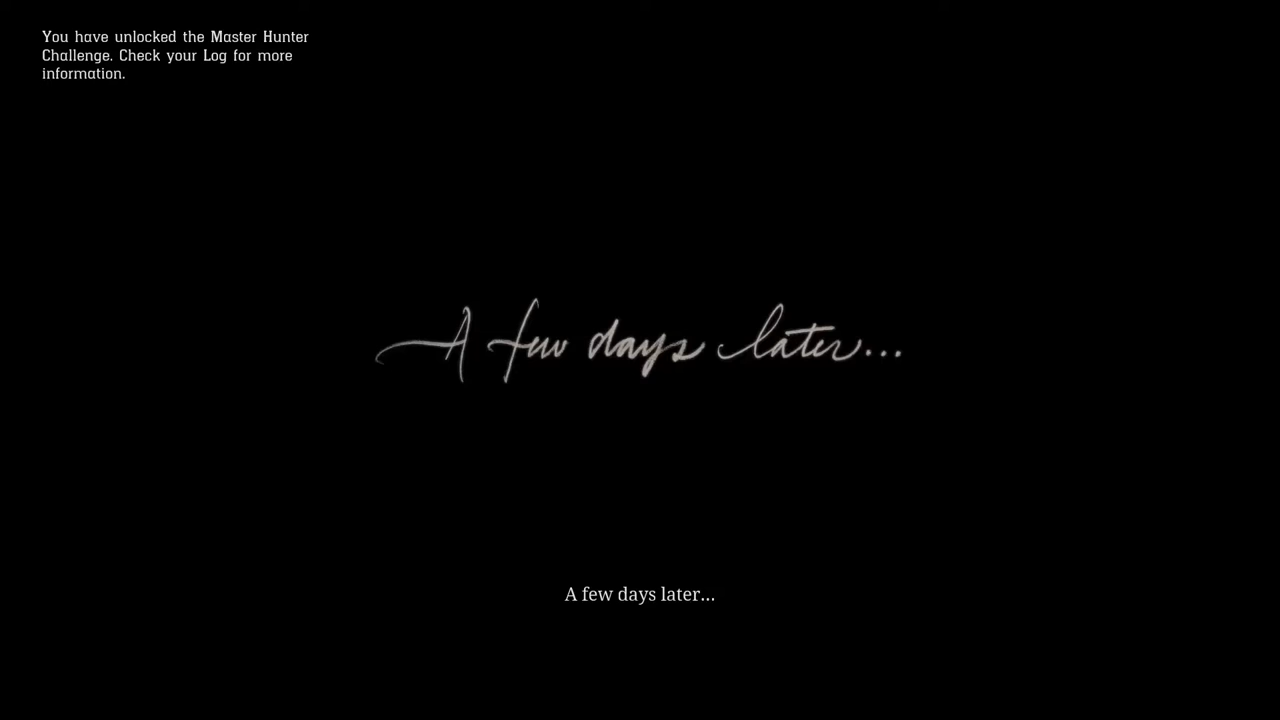 You have unlocked the Master Hunter
Challenge. Check your Log for more
information.
A few days later...
A few days later...